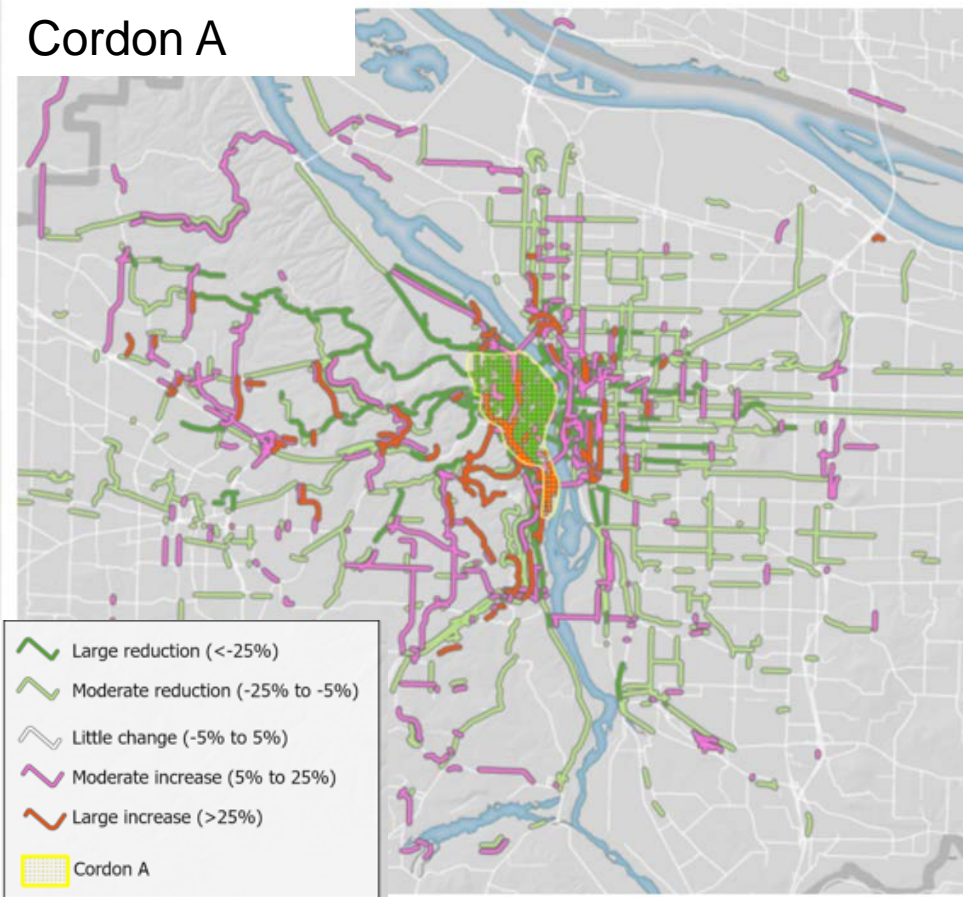 Cordon A
Large reduction (<-25%)
Moderate reduction (-25% to -5%)
Little change (-5% to 5%)
Moderate increase (5% to 25%)
Large increase (>25%)
Cordon A